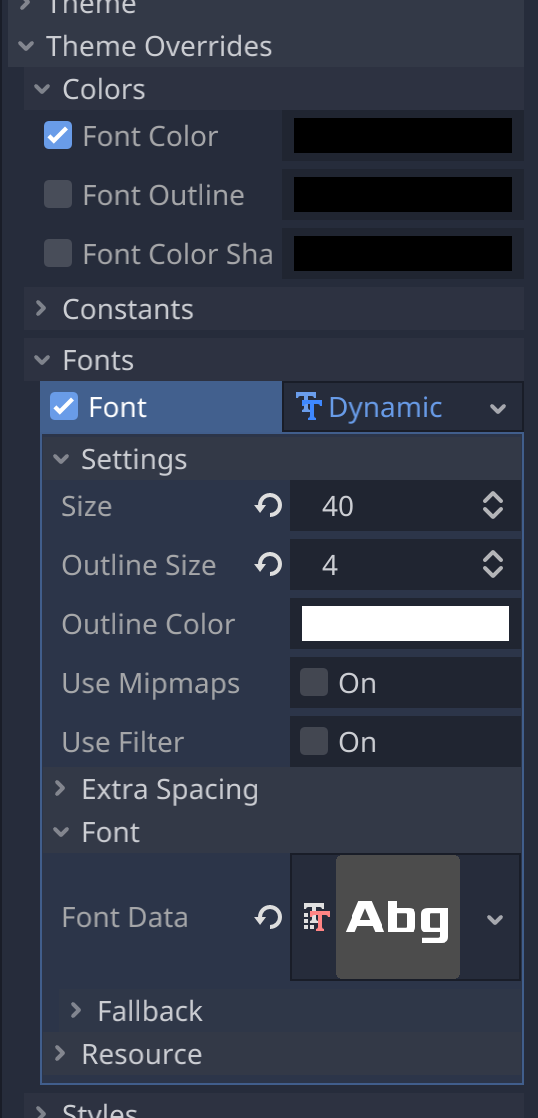 Theme
Theme Overrides
Colors
Font Color
Font Outline
Font Color Sha
Constants
Fonts
Font Dynamic
Settings
Size 40
Outline Size 4
Outline Color
Use Mipmaps On
Use Filter On
Extra Spacing
Font
Font Data Abg
Fallback
Resource
Styles